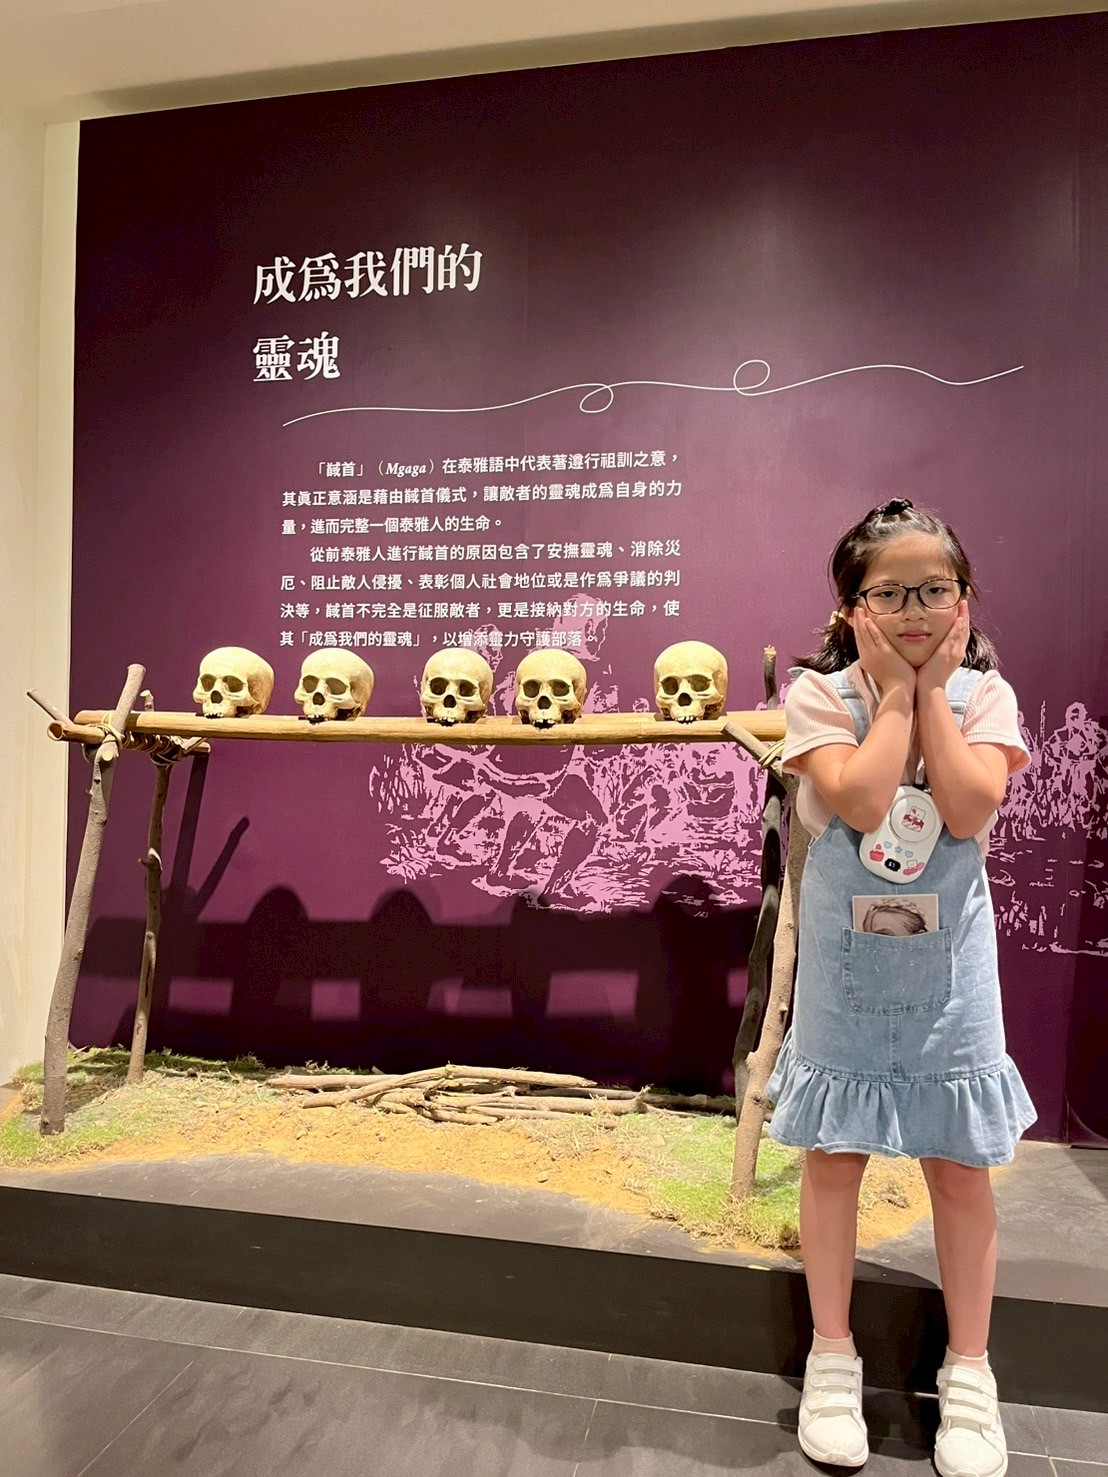 成爲我們的
靈魂
「馘首」（Mgaga）在泰雅語中代表著遵行祖訓之意，
其眞正意涵是藉由馘首儀式，讓敵者的靈魂成爲自身的力
量，進而完整一個泰雅人的生命。
從前泰雅人進行馘首的原因包含了安撫靈魂、消除災
厄、阻止敵人侵擾、表彰個人社會地位或是作爲爭議的判
決等，馘首不完全是征服敵者，更是接納對方的生命，使
其「成爲我們的靈魂」，以增添靈力守護部落。